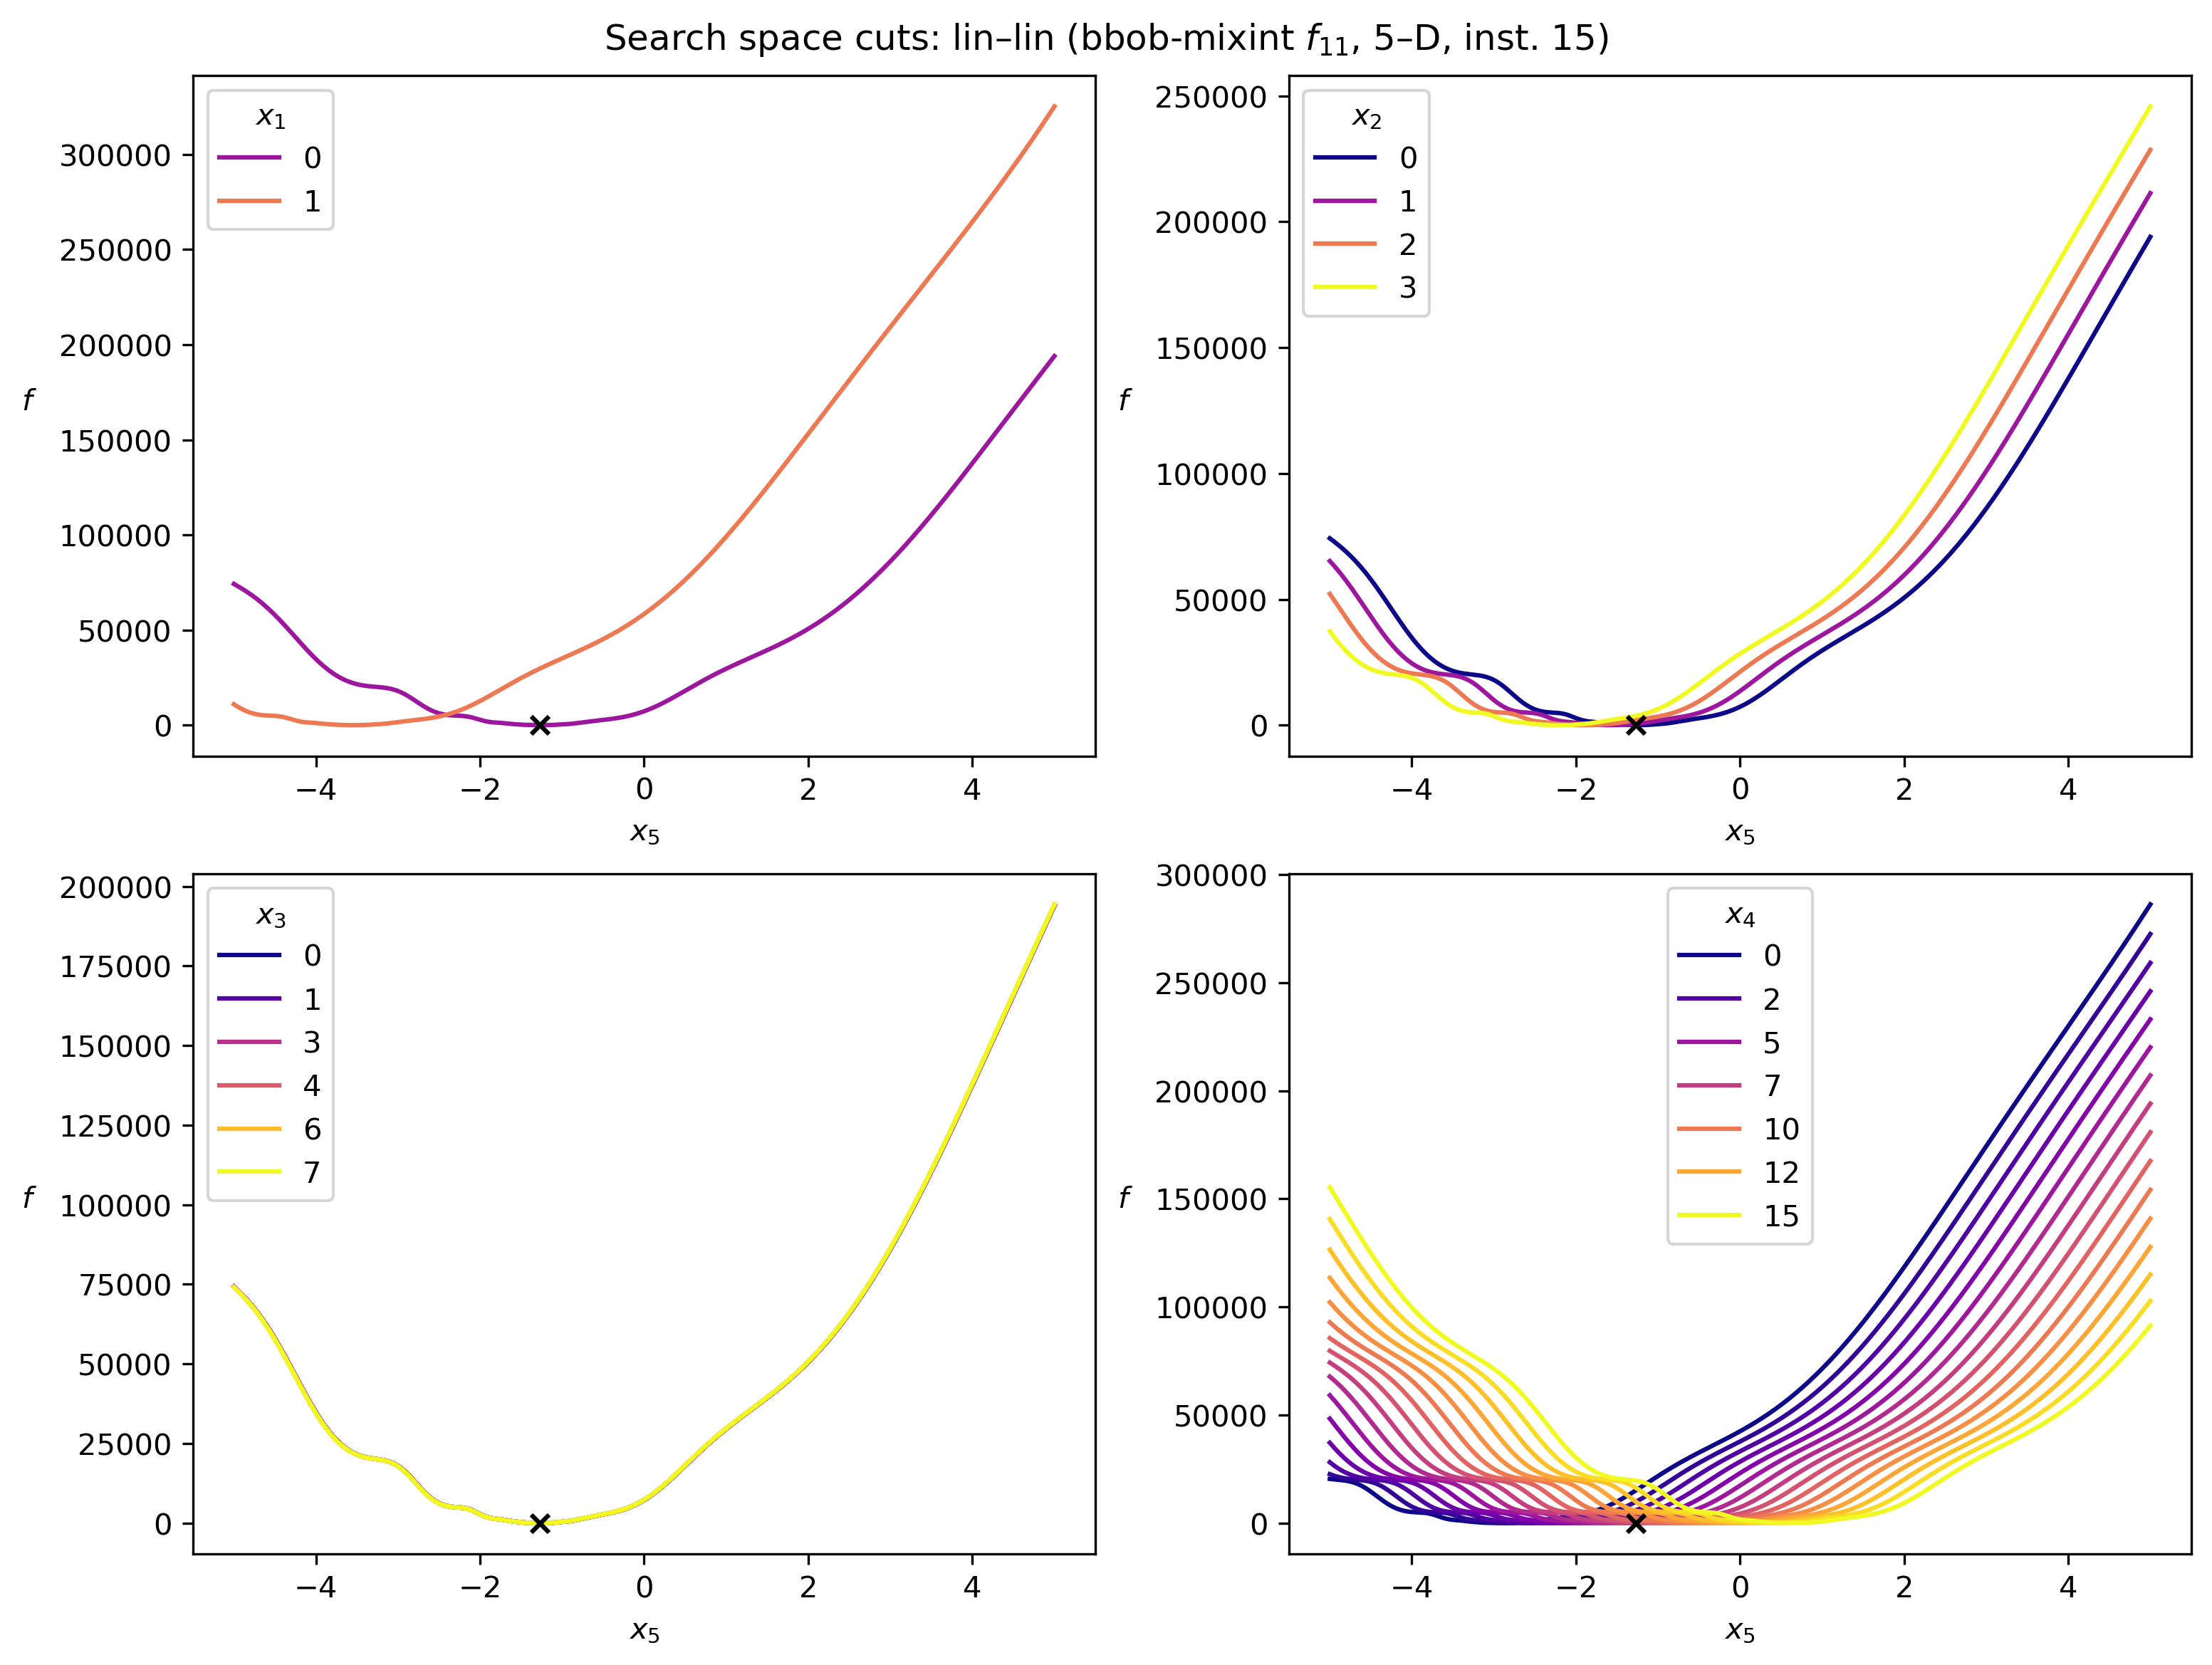 Search space cuts: lin–lin (bbob-mixint f₁₁, 5–D, inst. 15)
x₁
0
1
300000
250000
200000
150000
100000
50000
0
f
−4 −2 0 2 4
x₅
x₂
0
1
2
3
250000
200000
150000
100000
50000
0
f
−4 −2 0 2 4
x₅
x₃
0
1
3
4
6
7
200000
175000
150000
125000
100000
75000
50000
25000
0
f
−4 −2 0 2 4
x₅
x₄
0
2
5
7
10
12
15
300000
250000
200000
150000
100000
50000
0
f
−4 −2 0 2 4
x₅